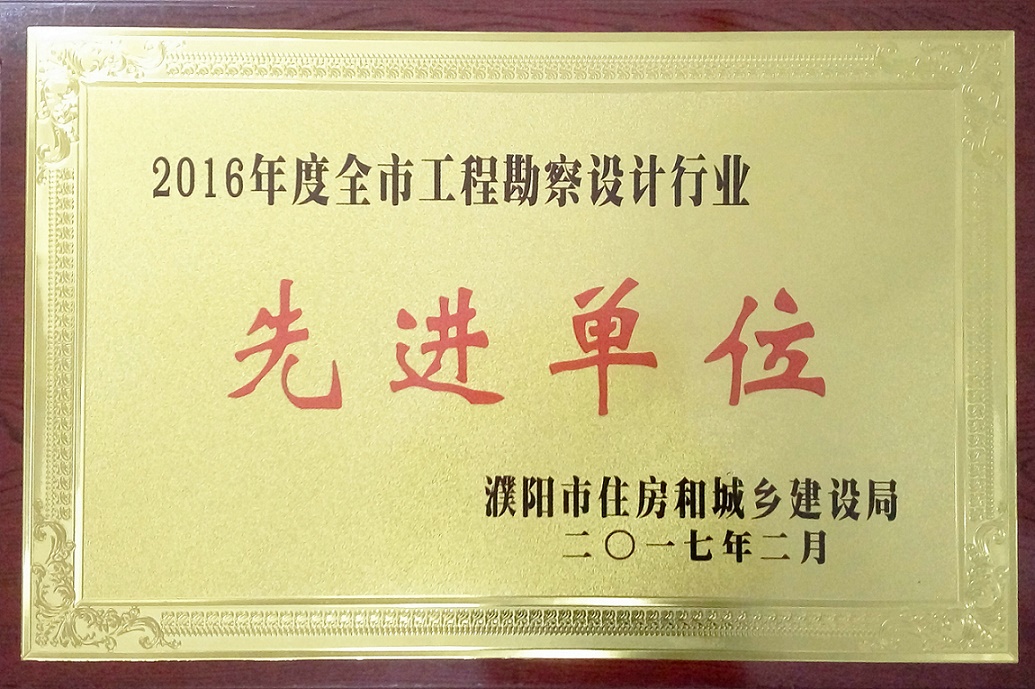 2016年度全市工程勘察设计行业
先进单位
濮阳市住房和城乡建设局
二〇一七年二月